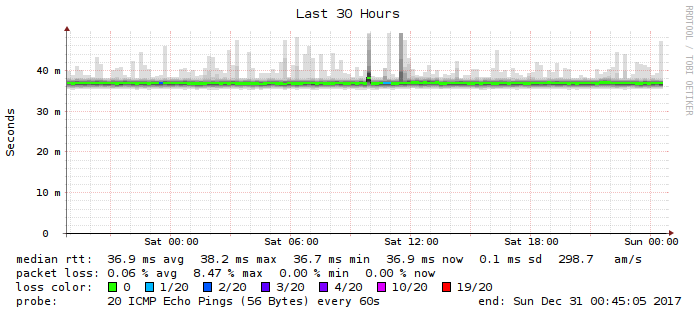 Last 30 Hours
RRDTOOL / TOBI OETIKER
Seconds
40 m
30 m
20 m
10 m
0
Sat 00:00 Sat 06:00 Sat 12:00 Sat 18:00 Sun 00:00
median rtt: 36.9 ms avg 38.2 ms max 36.7 ms min 36.9 ms now 0.1 ms sd 298.7 am/s
packet loss: 0.06 % avg 8.47 % max 0.00 % min 0.00 % now
loss color: 0 1/20 2/20 3/20 4/20 10/20 19/20
probe: 20 ICMP Echo Pings (56 Bytes) every 60s end: Sun Dec 31 00:45:05 2017